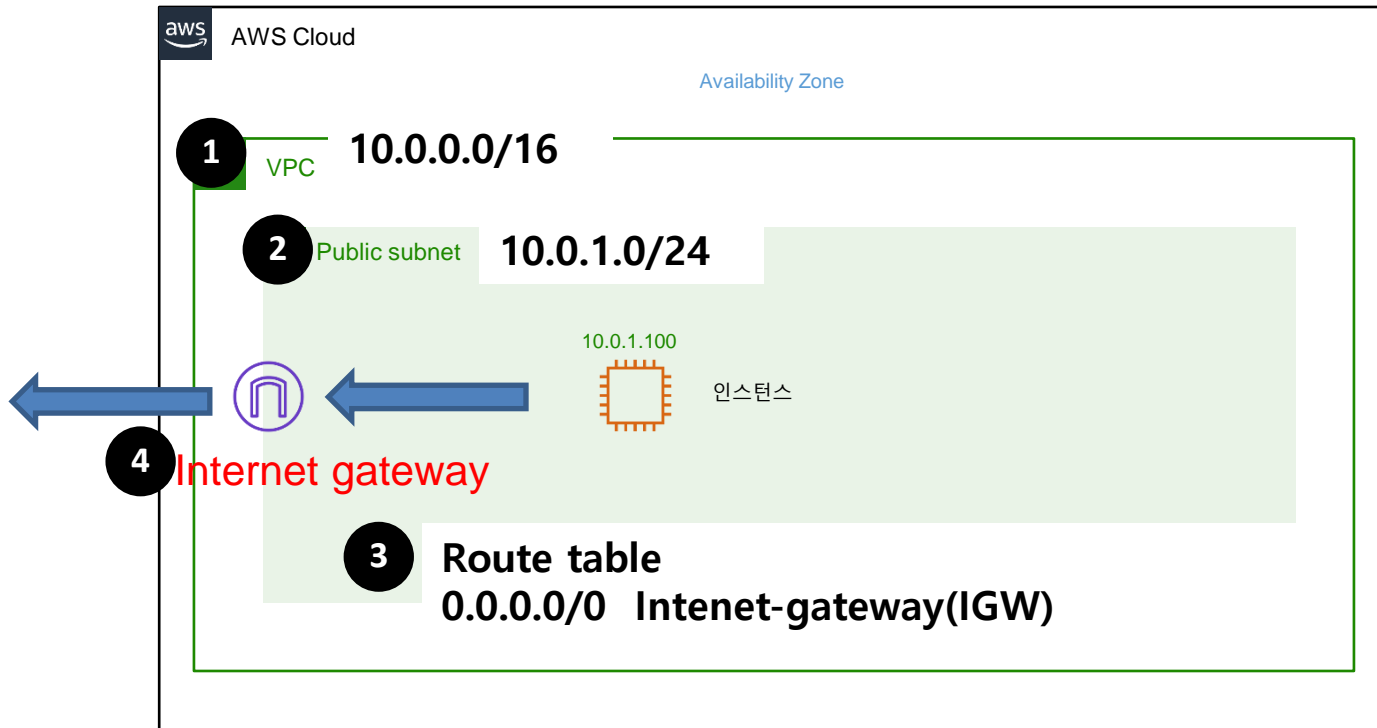 aws
AWS Cloud
Availability Zone
1
VPC
10.0.0.0/16
2
Public subnet
10.0.1.0/24
10.0.1.100
인스턴스
4
Internet gateway
3
Route table
0.0.0.0/0 Intenet-gateway(IGW)